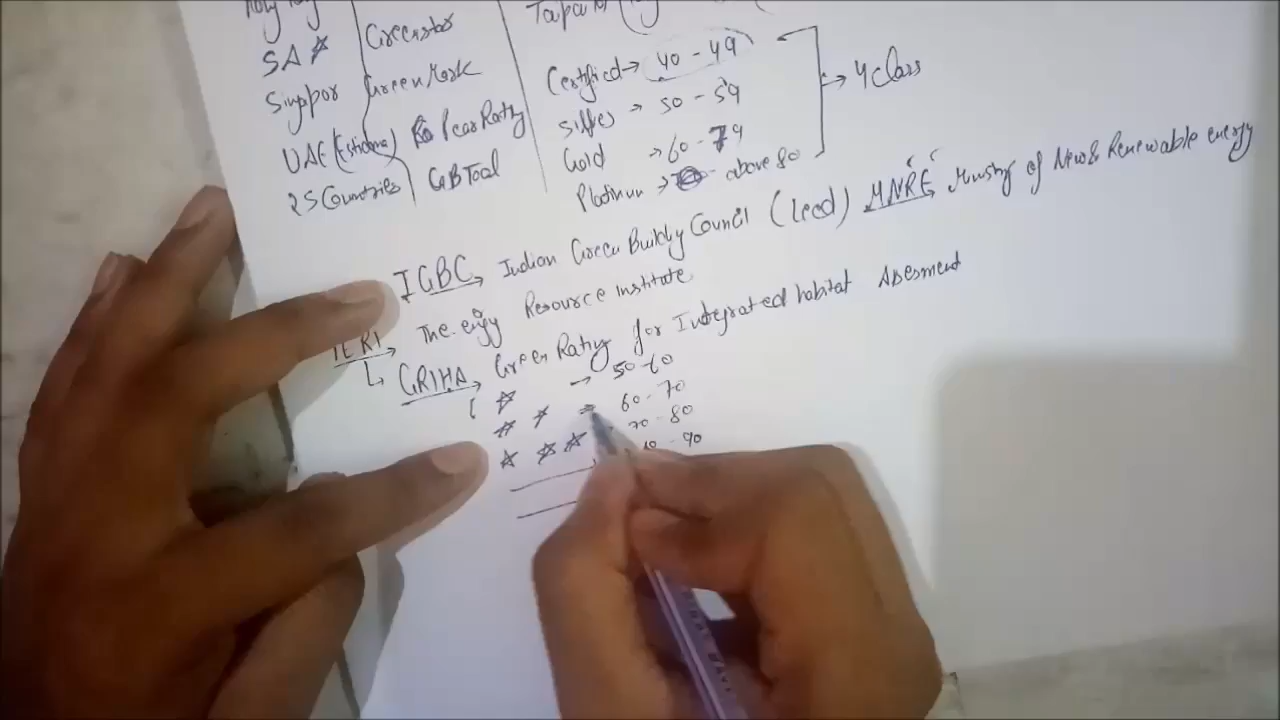 SA Greenstar
Singapor Green Mark
UAE (Estidama) Pearl Rating
25 Countries GB Tool
Certified → 40 - 49
Silver → 50 - 59
Gold → 60 - 79
Platinum → above 80
→ 4 class
IGBC → Indian Green Building Council (Leed) MNRE Ministry of New & Renewable energy
TERI → The energy Resource institute
GRIHA → Green Rating for Integrated habitat Assesment
☆ → 50-60
☆ ☆ → 60-70
☆ ☆ ☆ 70-80
- 90